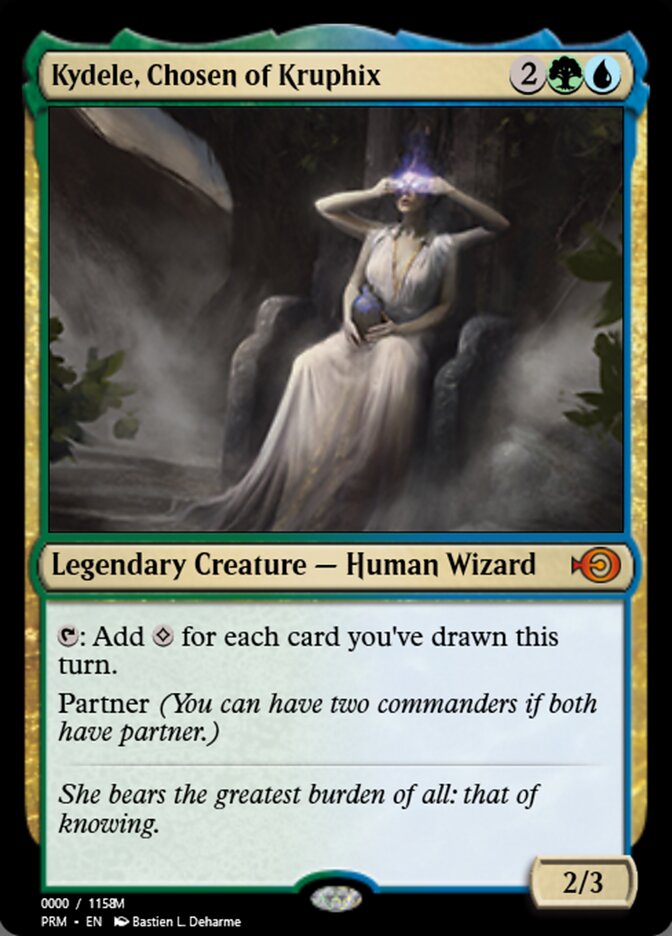 Kydele, Chosen of Kruphix 2
Legendary Creature — Human Wizard
: Add for each card you've drawn this
turn.
Partner (You can have two commanders if both
have partner.)
She bears the greatest burden of all: that of
knowing.
2/3
0000 / 1158M
PRM • EN Bastien L. Deharme